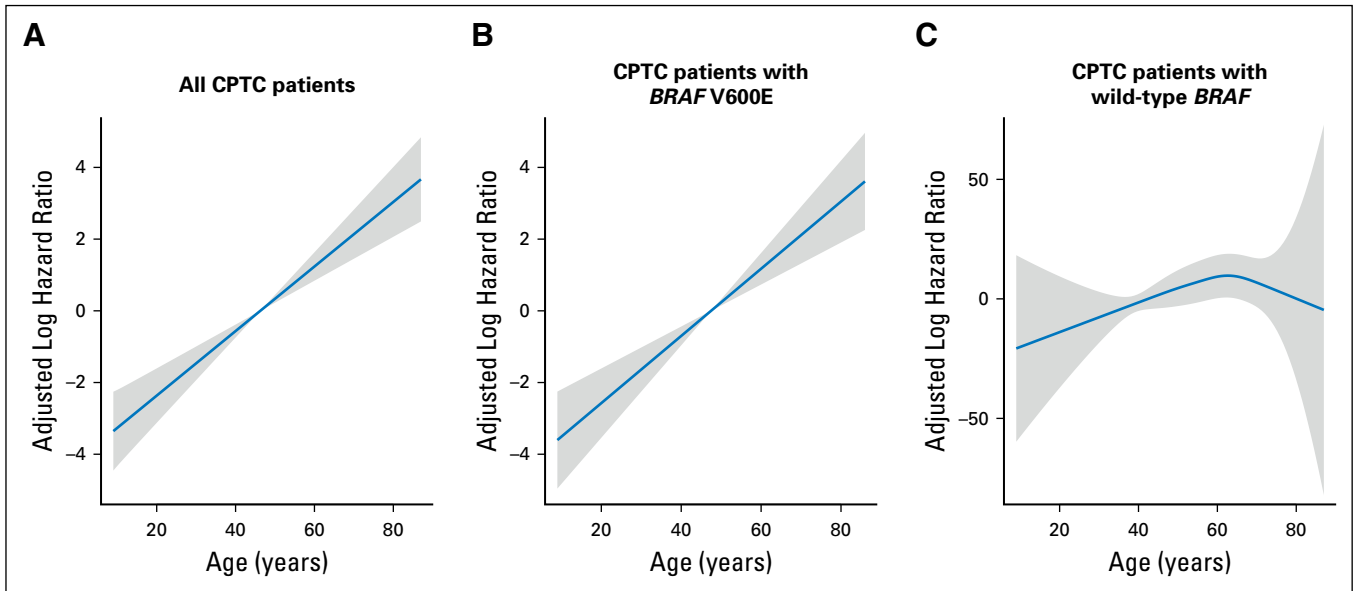 A
All CPTC patients
Adjusted Log Hazard Ratio
4
2
0
−2
−4
20 40 60 80
Age (years)
B
CPTC patients with
BRAF V600E
Adjusted Log Hazard Ratio
4
2
0
−2
−4
20 40 60 80
Age (years)
C
CPTC patients with
wild-type BRAF
Adjusted Log Hazard Ratio
50
0
−50
20 40 60 80
Age (years)